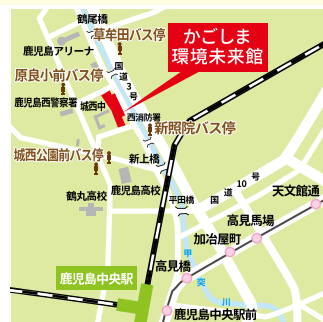 鶴尾橋
草牟田バス停
かごしま
環境未来館
鹿児島アリーナ
国道3号
原良小前バス停
鹿児島西警察署
城西中
西消防署
新照院バス停
城西公園前バス停
新上橋
鶴丸高校
鹿児島高校
平田橋
国道10号
天文館通
高見馬場
加冶屋町
甲突川
高見橋
鹿児島中央駅
鹿児島中央駅前